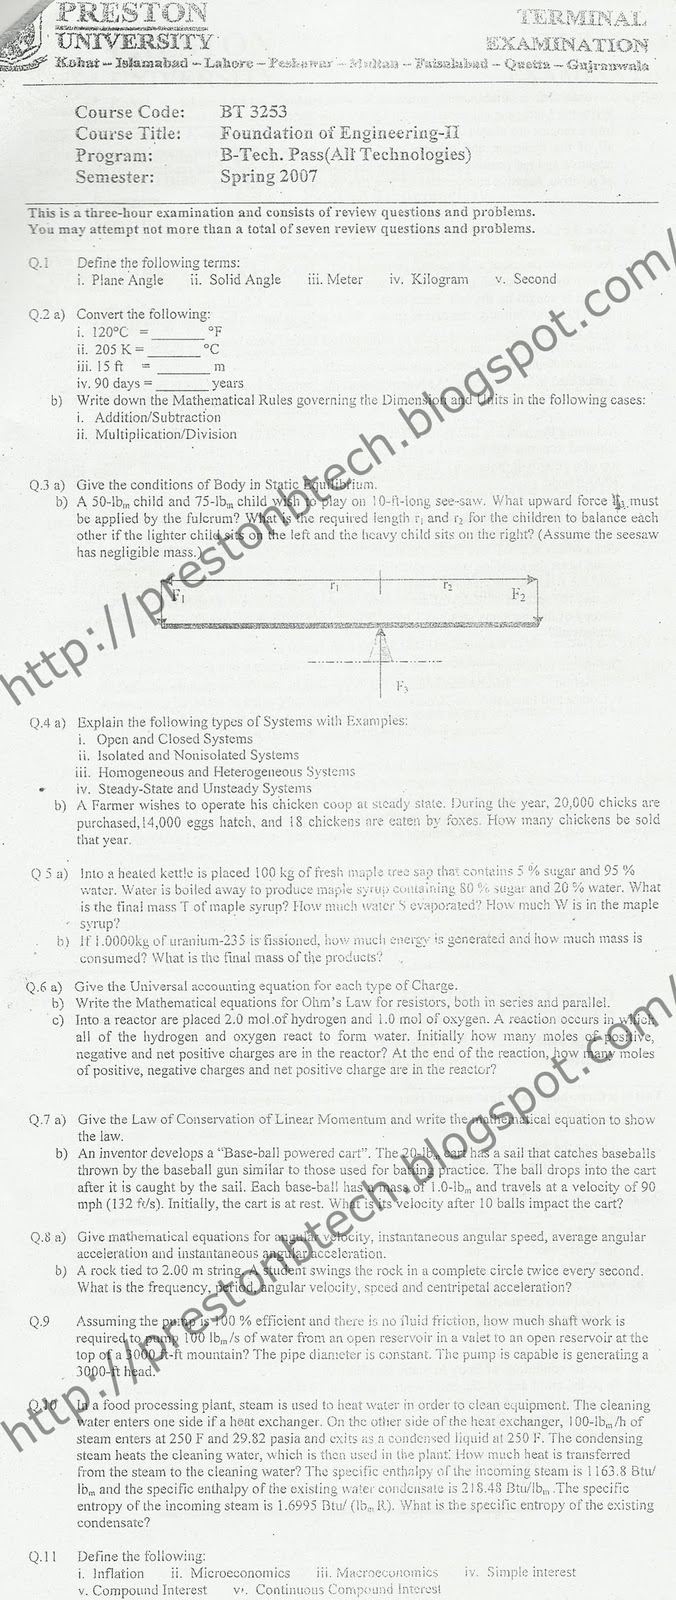 PRESTON
UNIVERSITY
TERMINAL
EXAMINATION
Kohat – Islamabad – Lahore – Peshawar – Multan – Faisalabad – Quetta – Gujranwala
Course Code: BT 3253
Course Title: Foundation of Engineering-II
Program: B-Tech. Pass(All Technologies)
Semester: Spring 2007
This is a three-hour examination and consists of review questions and problems.
You may attempt not more than a total of seven review questions and problems.
Q.1 Define the following terms:
i. Plane Angle ii. Solid Angle iii. Meter iv. Kilogram v. Second
Q.2 a) Convert the following:
i. 120°C = _______ °F
ii. 205 K = _______ °C
iii. 15 ft = _______ m
iv. 90 days = _______ years
b) Write down the Mathematical Rules governing the Dimension and Units in the following cases:
i. Addition/Subtraction
ii. Multiplication/Division
Q.3 a) Give the conditions of Body in Static Equilibrium.
b) A 50-lbm child and 75-lbm child wish to play on 10-ft-long see-saw. What upward force must
be applied by the fulcrum? What is the required length r1 and r2 for the children to balance each
other if the lighter child sits on the left and the heavy child sits on the right? (Assume the seesaw
has negligible mass.)
F1 r1 r2 F2
F3
Q.4 a) Explain the following types of Systems with Examples:
i. Open and Closed Systems
ii. Isolated and Nonisolated Systems
iii. Homogeneous and Heterogeneous Systems
iv. Steady-State and Unsteady Systems
b) A Farmer wishes to operate his chicken coop at steady state. During the year, 20,000 chicks are
purchased,14,000 eggs hatch, and 18 chickens are eaten by foxes. How many chickens be sold
that year.
Q 5 a) Into a heated kettle is placed 100 kg of fresh maple tree sap that contains 5 % sugar and 95 %
water. Water is boiled away to produce maple syrup containing 80 % sugar and 20 % water. What
is the final mass T of maple syrup? How much water S evaporated? How much W is in the maple
syrup?
b) If 1.0000kg of uranium-235 is fissioned, how much energy is generated and how much mass is
consumed? What is the final mass of the products?
Q.6 a) Give the Universal accounting equation for each type of Charge.
b) Write the Mathematical equations for Ohm's Law for resistors, both in series and parallel.
c) Into a reactor are placed 2.0 mol.of hydrogen and 1.0 mol of oxygen. A reaction occurs in which
all of the hydrogen and oxygen react to form water. Initially how many moles of positive,
negative and net positive charges are in the reactor? At the end of the reaction, how many moles
of positive, negative charges and net positive charge are in the reactor?
Q.7 a) Give the Law of Conservation of Linear Momentum and write the mathematical equation to show
the law.
b) An inventor develops a "Base-ball powered cart". The 20-lbm cart has a sail that catches baseballs
thrown by the baseball gun similar to those used for batting practice. The ball drops into the cart
after it is caught by the sail. Each base-ball has a mass of 1.0-lbm and travels at a velocity of 90
mph (132 ft/s). Initially, the cart is at rest. What is its velocity after 10 balls impact the cart?
Q.8 a) Give mathematical equations for angular velocity, instantaneous angular speed, average angular
acceleration and instantaneous angular acceleration.
b) A rock tied to 2.00 m string. A student swings the rock in a complete circle twice every second.
What is the frequency, period, angular velocity, speed and centripetal acceleration?
Q.9 Assuming the pump is 100 % efficient and there is no fluid friction, how much shaft work is
required to pump 100 lbm/s of water from an open reservoir in a valet to an open reservoir at the
top of a 3000 ft-ft mountain? The pipe diameter is constant. The pump is capable is generating a
3000-ft head.
Q.10 In a food processing plant, steam is used to heat water in order to clean equipment. The cleaning
water enters one side if a heat exchanger. On the other side of the heat exchanger, 100-lbm/h of
steam enters at 250 F and 29.82 pasia and exits as a condensed liquid at 250 F. The condensing
steam heats the cleaning water, which is then used in the plant. How much heat is transferred
from the steam to the cleaning water? The specific enthalpy of the incoming steam is 1163.8 Btu/
lbm and the specific enthalpy of the existing water condensate is 218.48 Btu/lbm .The specific
entropy of the incoming steam is 1.6995 Btu/ (lbm R). What is the specific entropy of the existing
condensate?
Q.11 Define the following:
i. Inflation ii. Microeconomics iii. Macroeconomics iv. Simple interest
v. Compound Interest v. Continuous Compound Interest
http://prestonbtech.blogspot.com/
http://prestonbtech.blogspot.com/